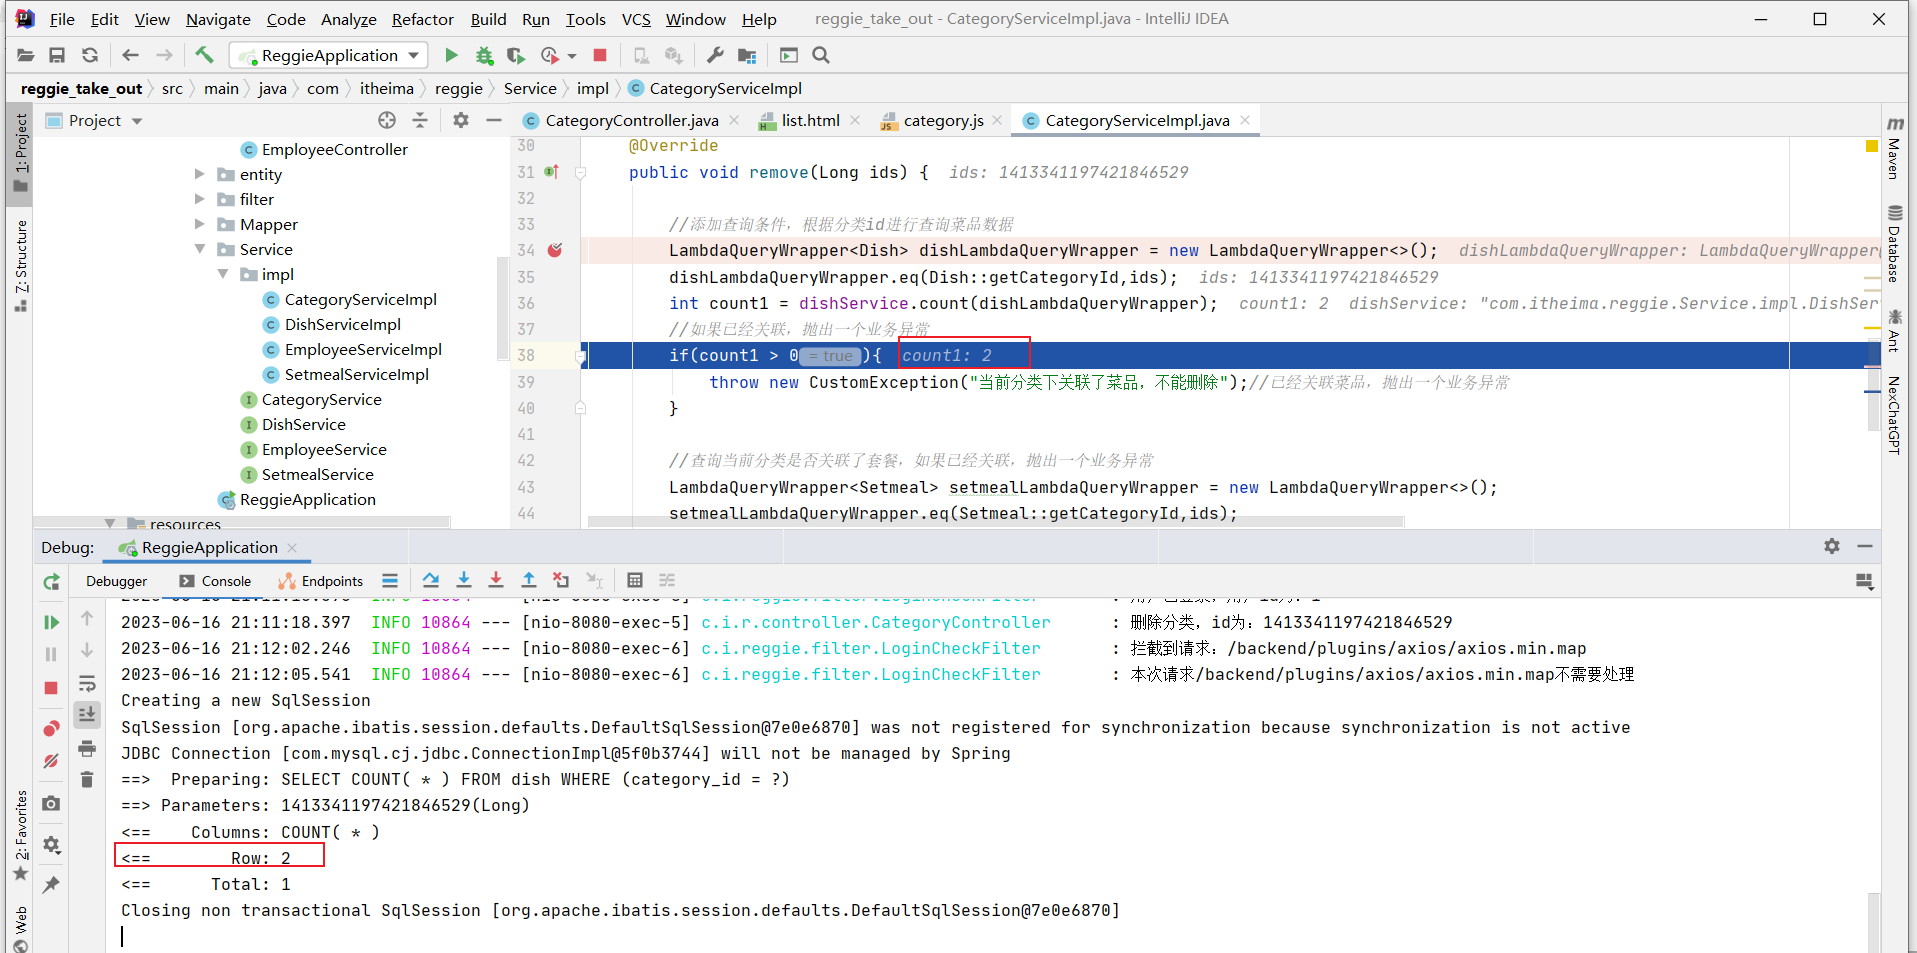 File Edit View Navigate Code Analyze Refactor Build Run Tools VCS Window Help reggie_take_out - CategoryServiceImpl.java - IntelliJ IDEA
ReggieApplication
reggie_take_out src main java com itheima reggie Service impl CategoryServiceImpl
Project
CategoryController.java list.html category.js CategoryServiceImpl.java
1: Project
7: Structure
2: Favorites
Web
EmployeeController
entity
filter
Mapper
Service
impl
CategoryServiceImpl
DishServiceImpl
EmployeeServiceImpl
SetmealServiceImpl
CategoryService
DishService
EmployeeService
SetmealService
ReggieApplication
resources
30 @Override
31 public void remove(Long ids) { ids: 1413341197421846529
32
33 //添加查询条件，根据分类id进行查询菜品数据
34 LambdaQueryWrapper<Dish> dishLambdaQueryWrapper = new LambdaQueryWrapper<>(); dishLambdaQueryWrapper: LambdaQueryWrapper@
35 dishLambdaQueryWrapper.eq(Dish::getCategoryId,ids); ids: 1413341197421846529
36 int count1 = dishService.count(dishLambdaQueryWrapper); count1: 2 dishService: "com.itheima.reggie.Service.impl.DishSer
37 //如果已经关联，抛出一个业务异常
38 if(count1 > 0 = true ){ count1: 2
39 throw new CustomException("当前分类下关联了菜品，不能删除");//已经关联菜品，抛出一个业务异常
40 }
41
42 //查询当前分类是否关联了套餐，如果已经关联，抛出一个业务异常
43 LambdaQueryWrapper<Setmeal> setmealLambdaQueryWrapper = new LambdaQueryWrapper<>();
44 setmealLambdaQueryWrapper.eq(Setmeal::getCategoryId,ids);
Maven
Database
Ant
NexChatGPT
Debug: ReggieApplication
Debugger Console Endpoints
2023-06-16 21:11:18.397 INFO 10864 --- [nio-8080-exec-5] c.i.r.controller.CategoryController : 删除分类，id为：1413341197421846529
2023-06-16 21:12:02.246 INFO 10864 --- [nio-8080-exec-6] c.i.reggie.filter.LoginCheckFilter : 拦截到请求：/backend/plugins/axios/axios.min.map
2023-06-16 21:12:05.541 INFO 10864 --- [nio-8080-exec-6] c.i.reggie.filter.LoginCheckFilter : 本次请求/backend/plugins/axios/axios.min.map不需要处理
Creating a new SqlSession
SqlSession [org.apache.ibatis.session.defaults.DefaultSqlSession@7e0e6870] was not registered for synchronization because synchronization is not active
JDBC Connection [com.mysql.cj.jdbc.ConnectionImpl@5f0b3744] will not be managed by Spring
==> Preparing: SELECT COUNT( * ) FROM dish WHERE (category_id = ?)
==> Parameters: 1413341197421846529(Long)
<== Columns: COUNT( * )
<== Row: 2
<== Total: 1
Closing non transactional SqlSession [org.apache.ibatis.session.defaults.DefaultSqlSession@7e0e6870]